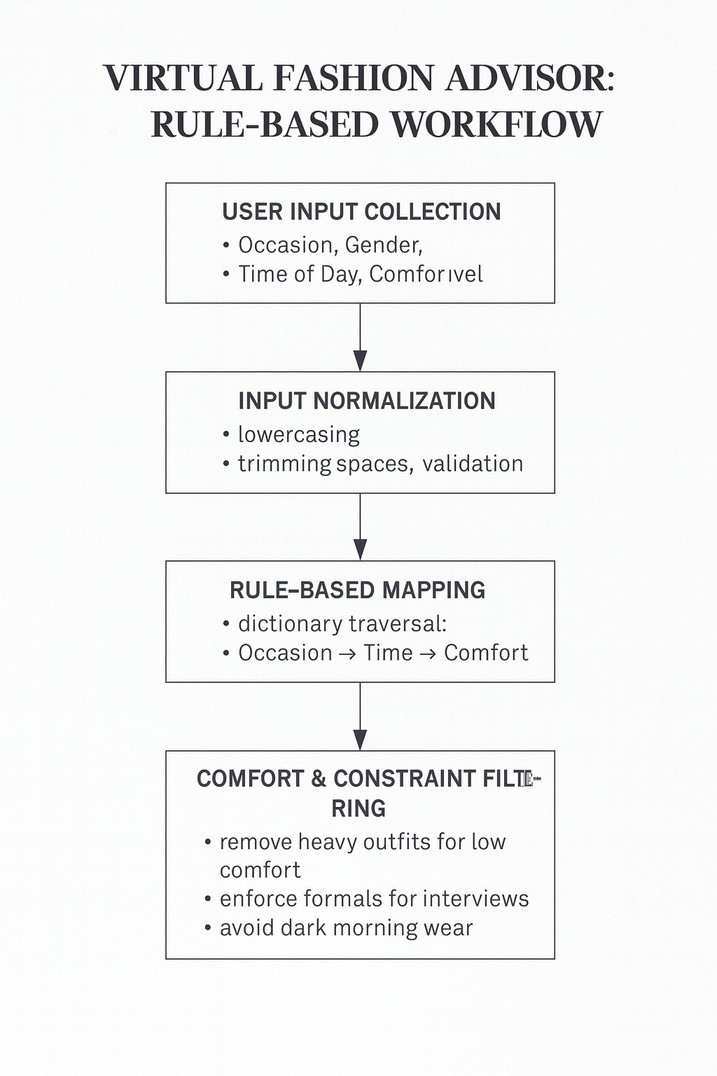 VIRTUAL FASHION ADVISOR:
RULE-BASED WORKFLOW
USER INPUT COLLECTION
• Occasion, Gender,
• Time of Day,
INPUT NORMALIZATION
• lowercasing
• trimming spaces, validation
RULE-BASED MAPPING
• dictionary traversal:
• Occasion → Time → Comfort
COMFORT & CONSTRAINT FILTE-
RING
• remove heavy outfits for low
comfort
• enforce formals for interviews
• avoid dark morning wear